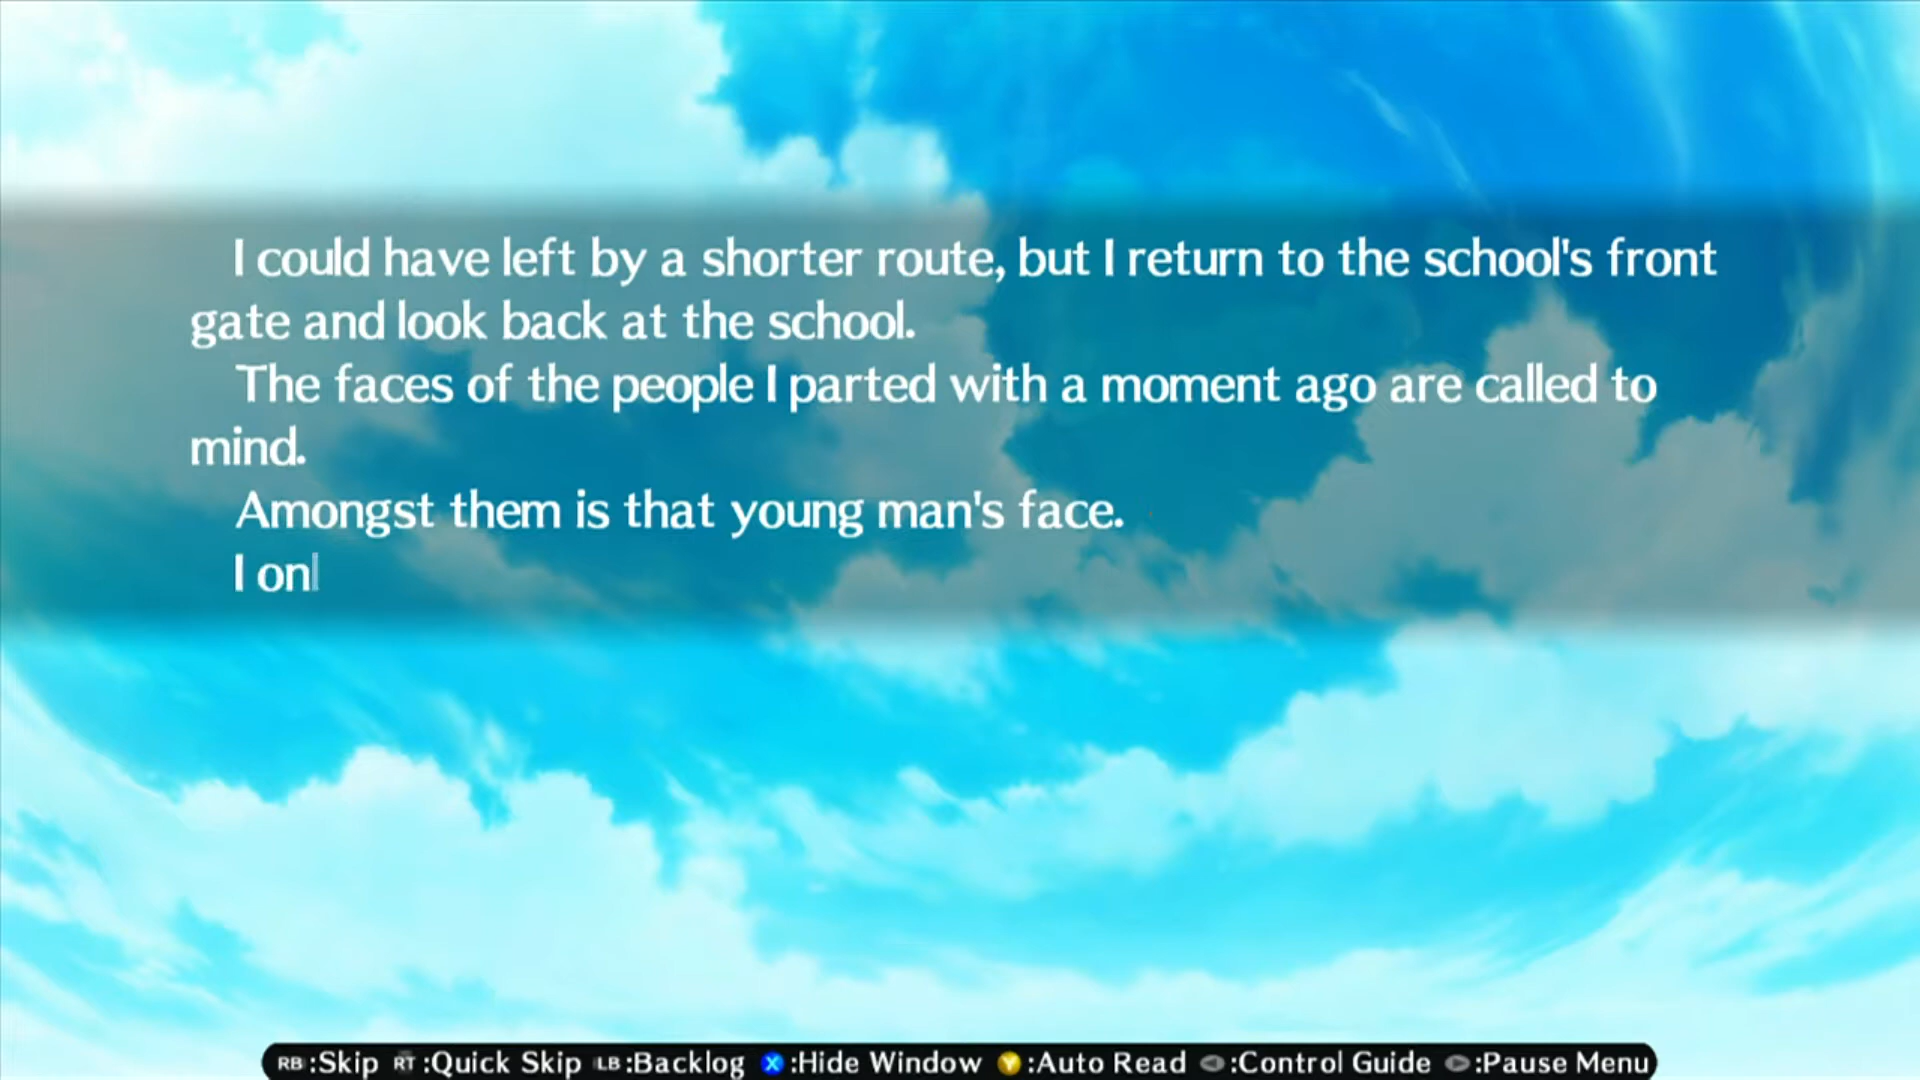 I could have left by a shorter route, but I return to the school's front
gate and look back at the school.
The faces of the people I parted with a moment ago are called to
mind.
Amongst them is that young man's face.
I onl
RB:Skip RT:Quick Skip LB:Backlog X:Hide Window Y:Auto Read ◀:Control Guide ▶:Pause Menu